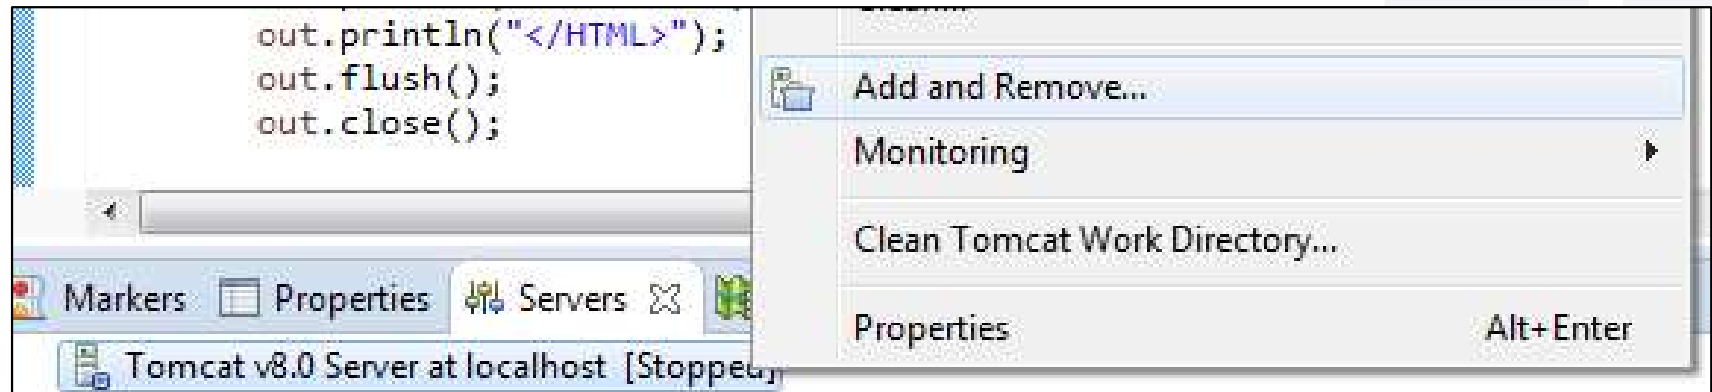 out.println("</HTML>");
out.flush();
out.close();
Add and Remove...
Monitoring
Clean Tomcat Work Directory...
Properties Alt+Enter
Markers Properties Servers
Tomcat v8.0 Server at localhost [Stopped]